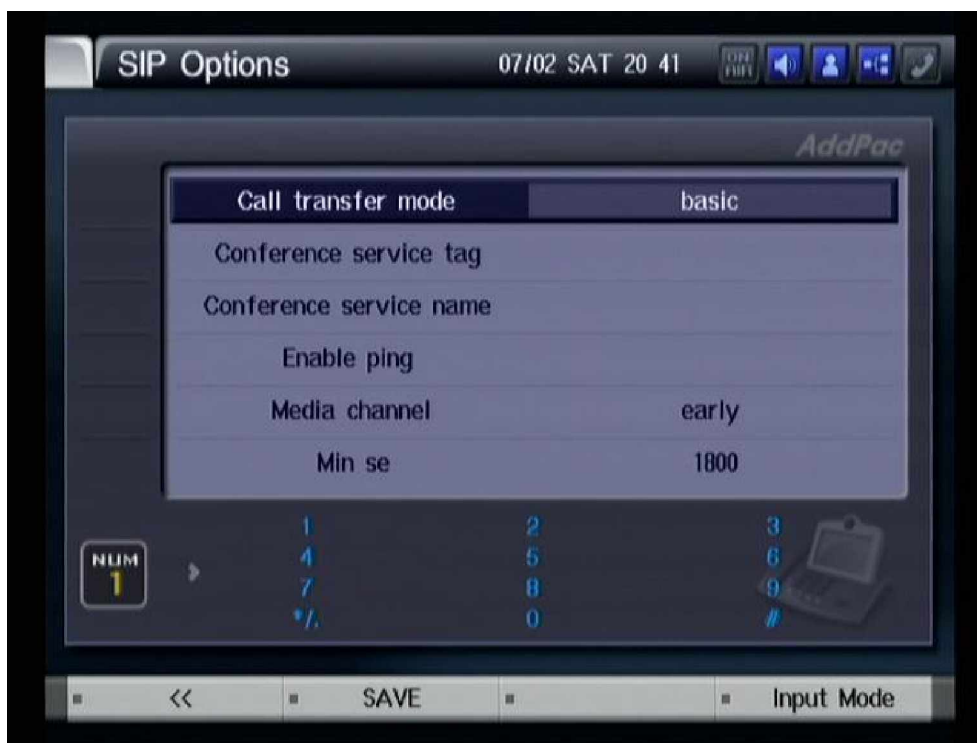 SIP Options 07/02 SAT 20 41 ON AIR
AddPac
Call transfer mode basic
Conference service tag
Conference service name
Enable ping
Media channel early
Min se 1800
1 2 3
NUM 4 5 6
1 7 8 9
*/. 0 #
<< SAVE Input Mode